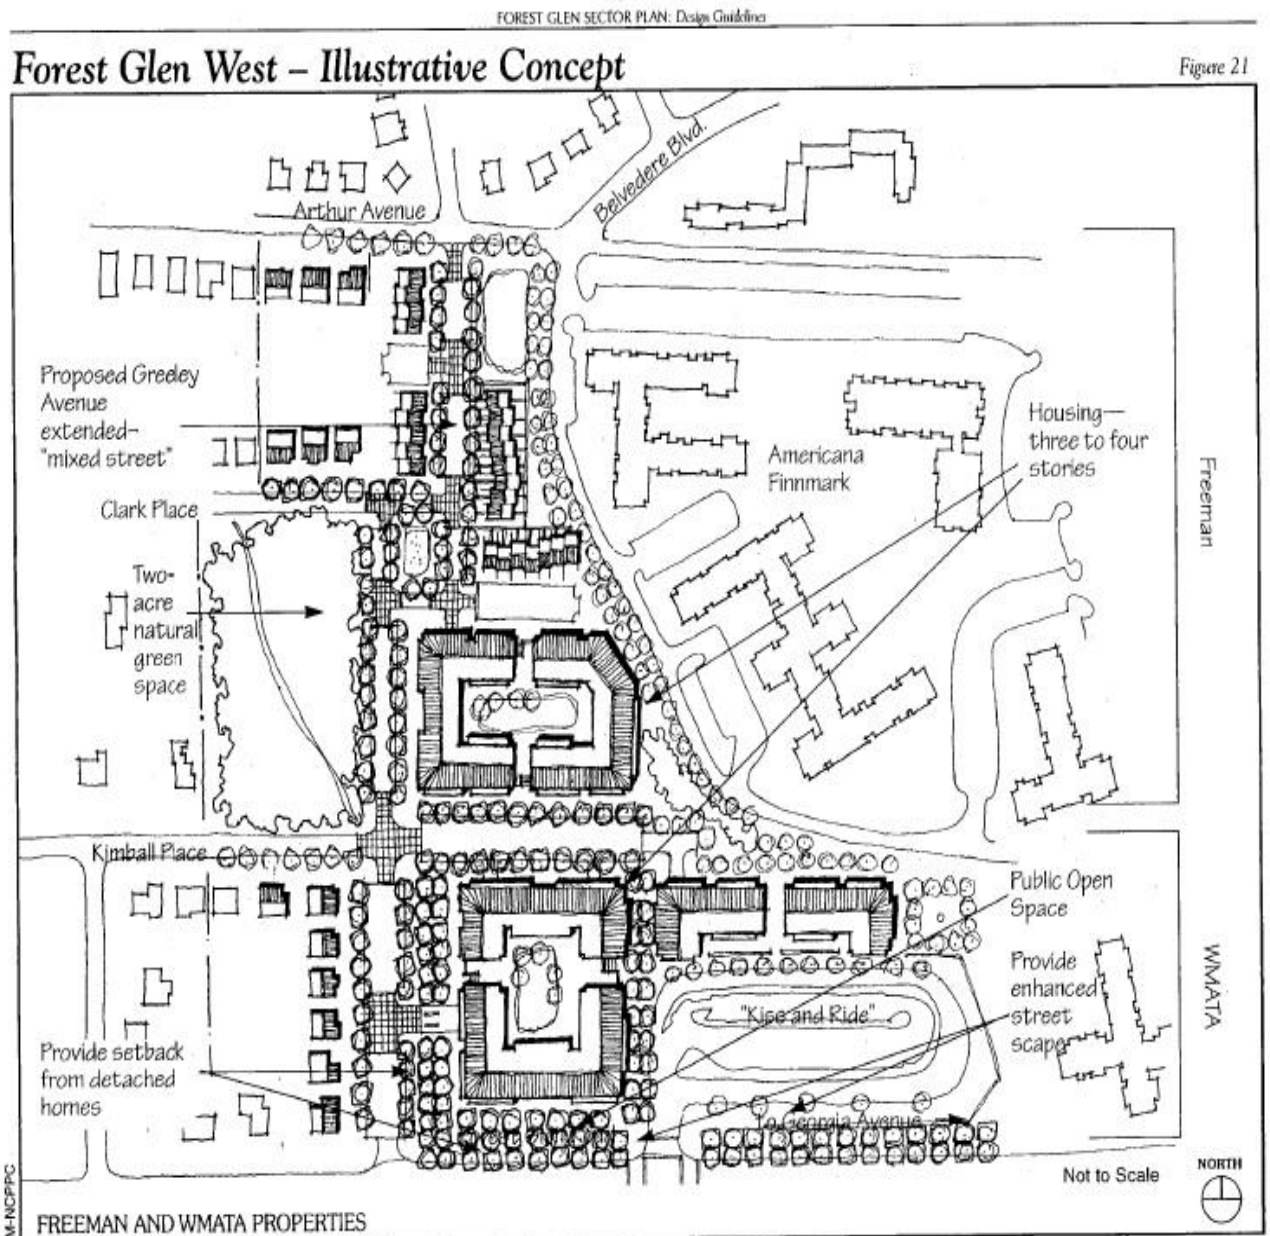 FOREST GLEN SECTOR PLAN: Design Guidelines
Forest Glen West – Illustrative Concept
Figure 21
Belvedere Blvd.
Arthur Avenue
Proposed Greeley
Avenue
extended–
"mixed street"
Housing—
three to four
stories
Americana
Finnmark
Freeman
Clark Place
Two-
acre
natural
green
space
Kimball Place
Public Open
Space
Provide
enhanced
street
scape
WMATA
"Kiss and Ride"
Provide setback
from detached
homes
To Georgia Avenue
Not to Scale
NORTH
M-NCPPC
FREEMAN AND WMATA PROPERTIES